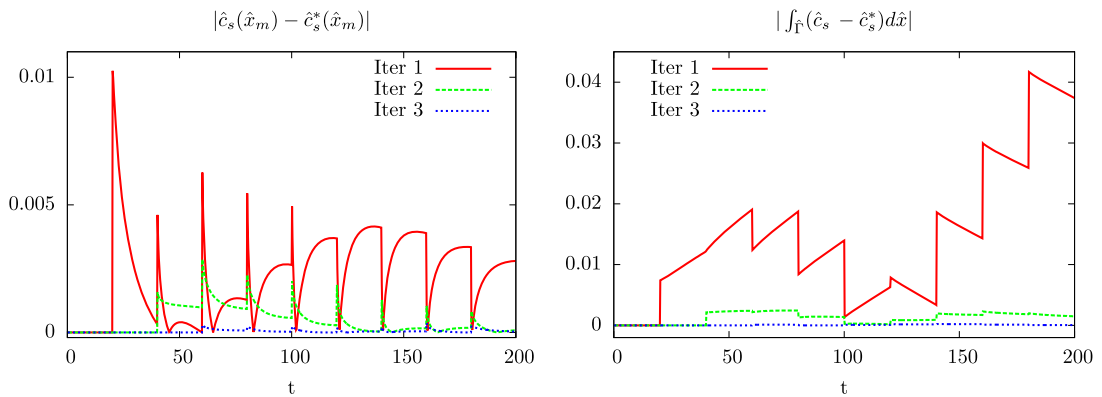 |ĉ_s(x̂_m) − ĉ_s^*(x̂_m)|
Iter 1
Iter 2
Iter 3
0.01
0.005
0
0 50 100 150 200
t
|∫_Γ̂(ĉ_s − ĉ_s^*)dx̂|
Iter 1
Iter 2
Iter 3
0.04
0.03
0.02
0.01
0
0 50 100 150 200
t